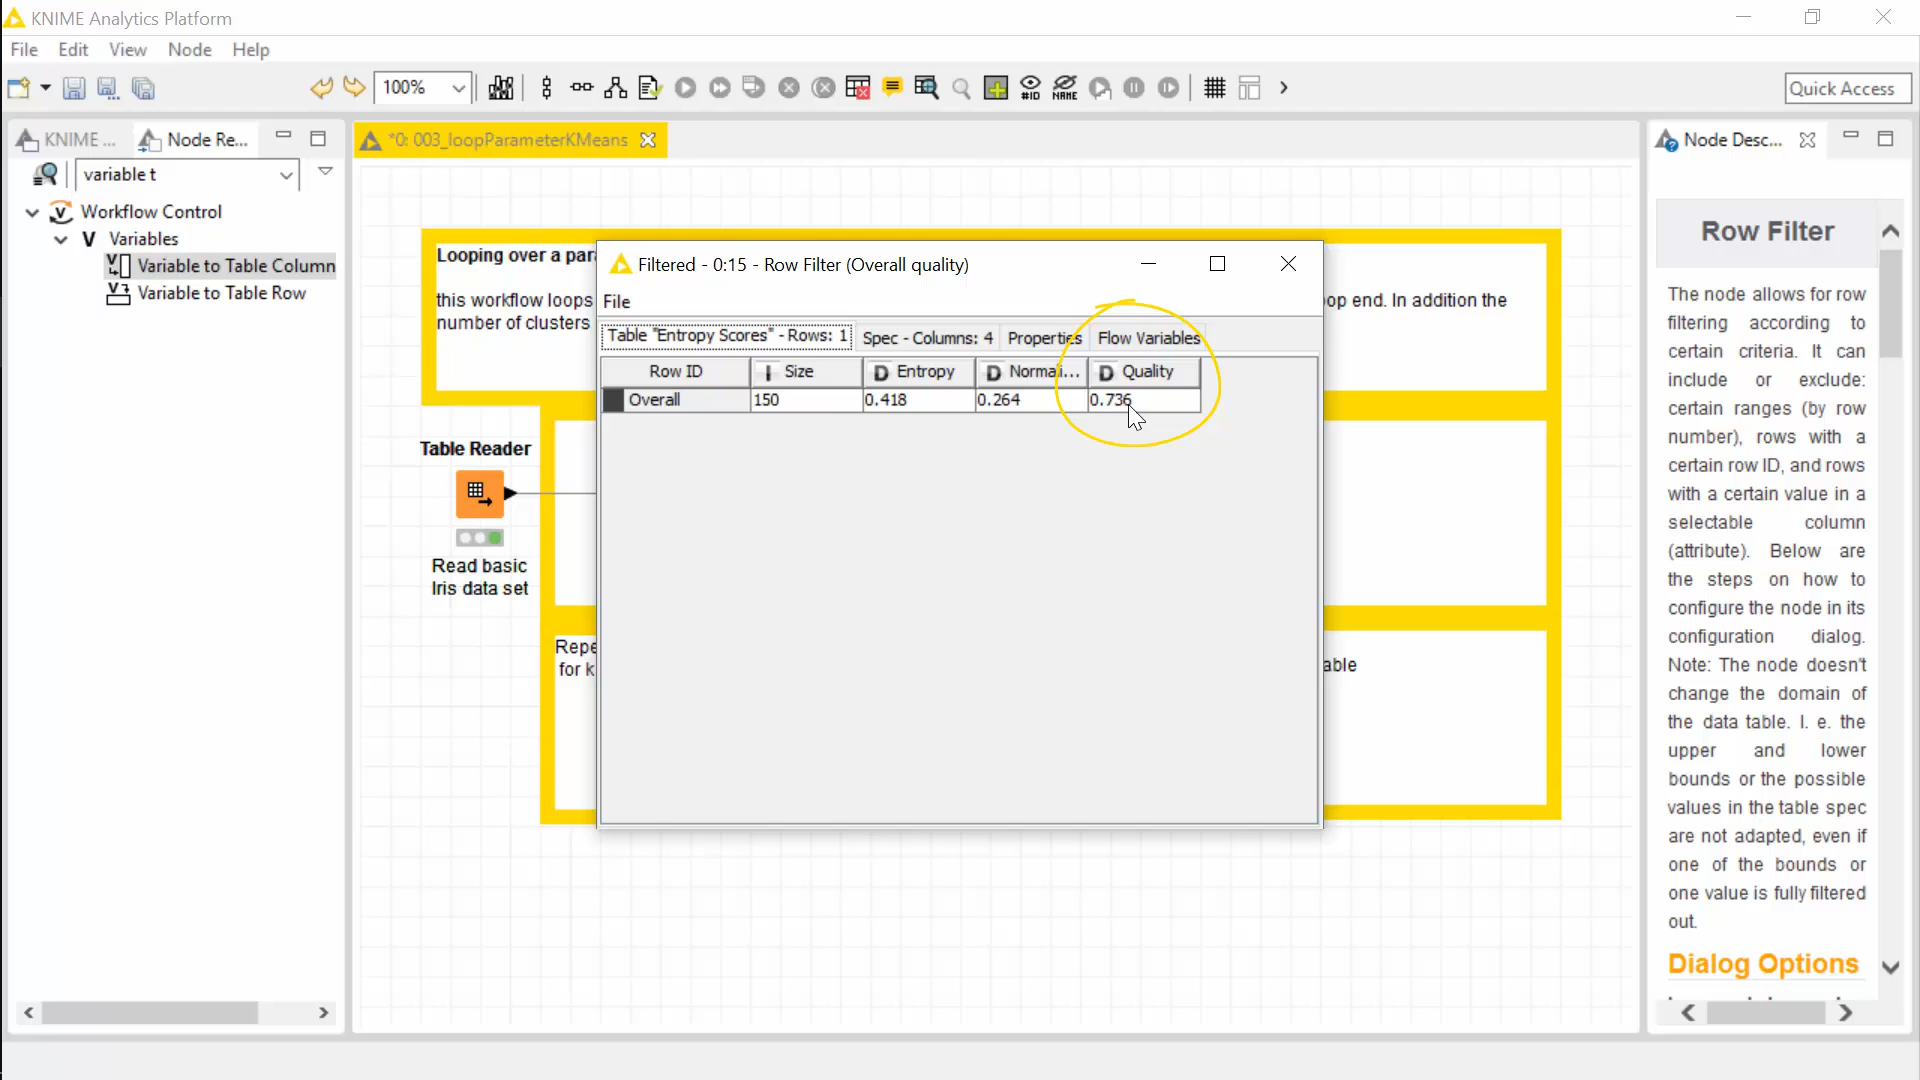 KNIME Analytics Platform
File Edit View Node Help
100%
#ID
NAME
Quick Access
KNIME ...
Node Re...
*0: 003_loopParameterKMeans
Node Desc...
variable t
Workflow Control
V Variables
Variable to Table Column
Variable to Table Row
Looping over a par
this workflow loops
number of clusters
op end. In addition the
Table Reader
Read basic
Iris data set
Repe
for k
able
Filtered - 0:15 - Row Filter (Overall quality)
File
Table "Entropy Scores" - Rows: 1
Spec - Columns: 4
Properties
Flow Variables
Row ID I Size D Entropy D Normali... D Quality
Overall 150 0.418 0.264 0.736
Row Filter
The node allows for row
filtering according to
certain criteria. It can
include or exclude:
certain ranges (by row
number), rows with a
certain row ID, and rows
with a certain value in a
selectable column
(attribute). Below are
the steps on how to
configure the node in its
configuration dialog.
Note: The node doesn't
change the domain of
the data table. I. e. the
upper and lower
bounds or the possible
values in the table spec
are not adapted, even if
one of the bounds or
one value is fully filtered
out.
Dialog Options